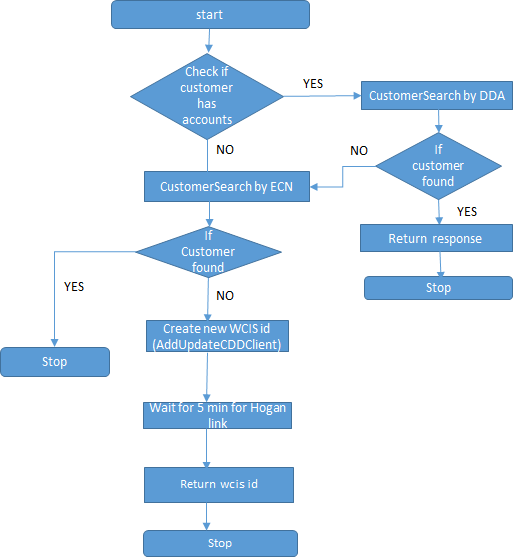 start
Check if
customer
has
accounts
YES
CustomerSearch by DDA
NO
If
customer
found
NO
CustomerSearch by ECN
YES
Return response
Stop
If
Customer
found
YES
NO
Create new WCIS id
(AddUpdateCDDClient)
Stop
Wait for 5 min for Hogan
link
Return wcis id
Stop